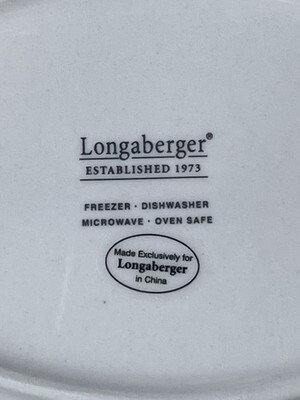 Longaberger®
ESTABLISHED 1973
FREEZER · DISHWASHER
MICROWAVE · OVEN SAFE
Made Exclusively for
Longaberger
in China